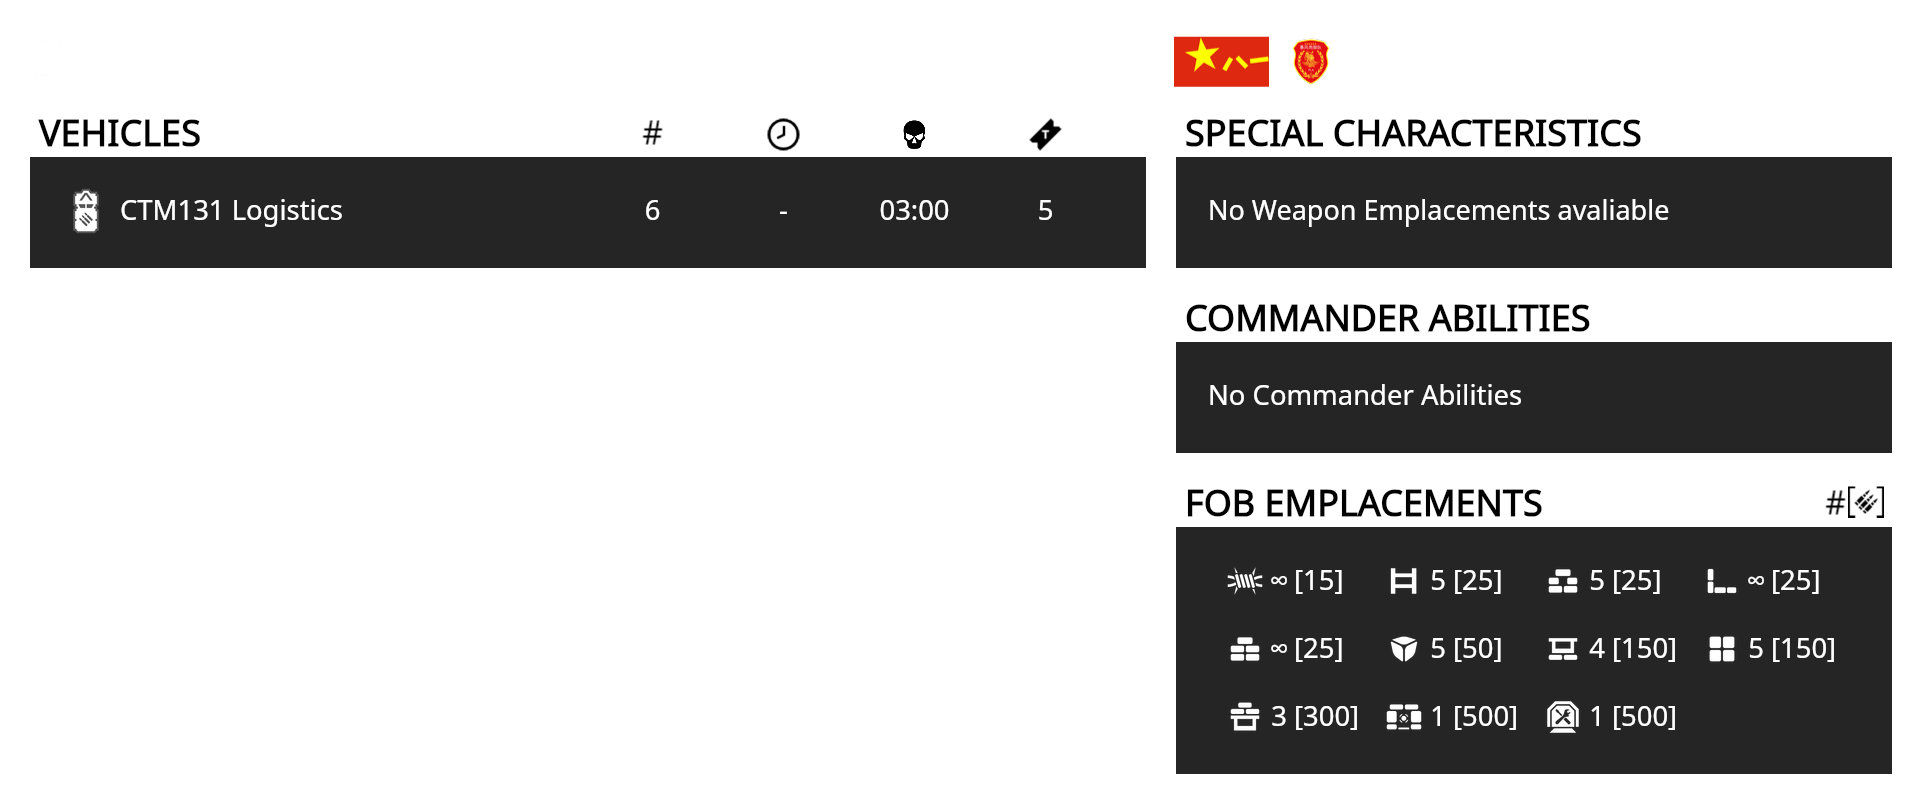 VEHICLES #
CTM131 Logistics 6 - 03:00 5
SPECIAL CHARACTERISTICS
No Weapon Emplacements avaliable
COMMANDER ABILITIES
No Commander Abilities
FOB EMPLACEMENTS #[ ]
∞ [15] 5 [25] 5 [25] ∞ [25]
∞ [25] 5 [50] 4 [150] 5 [150]
3 [300] 1 [500] 1 [500]